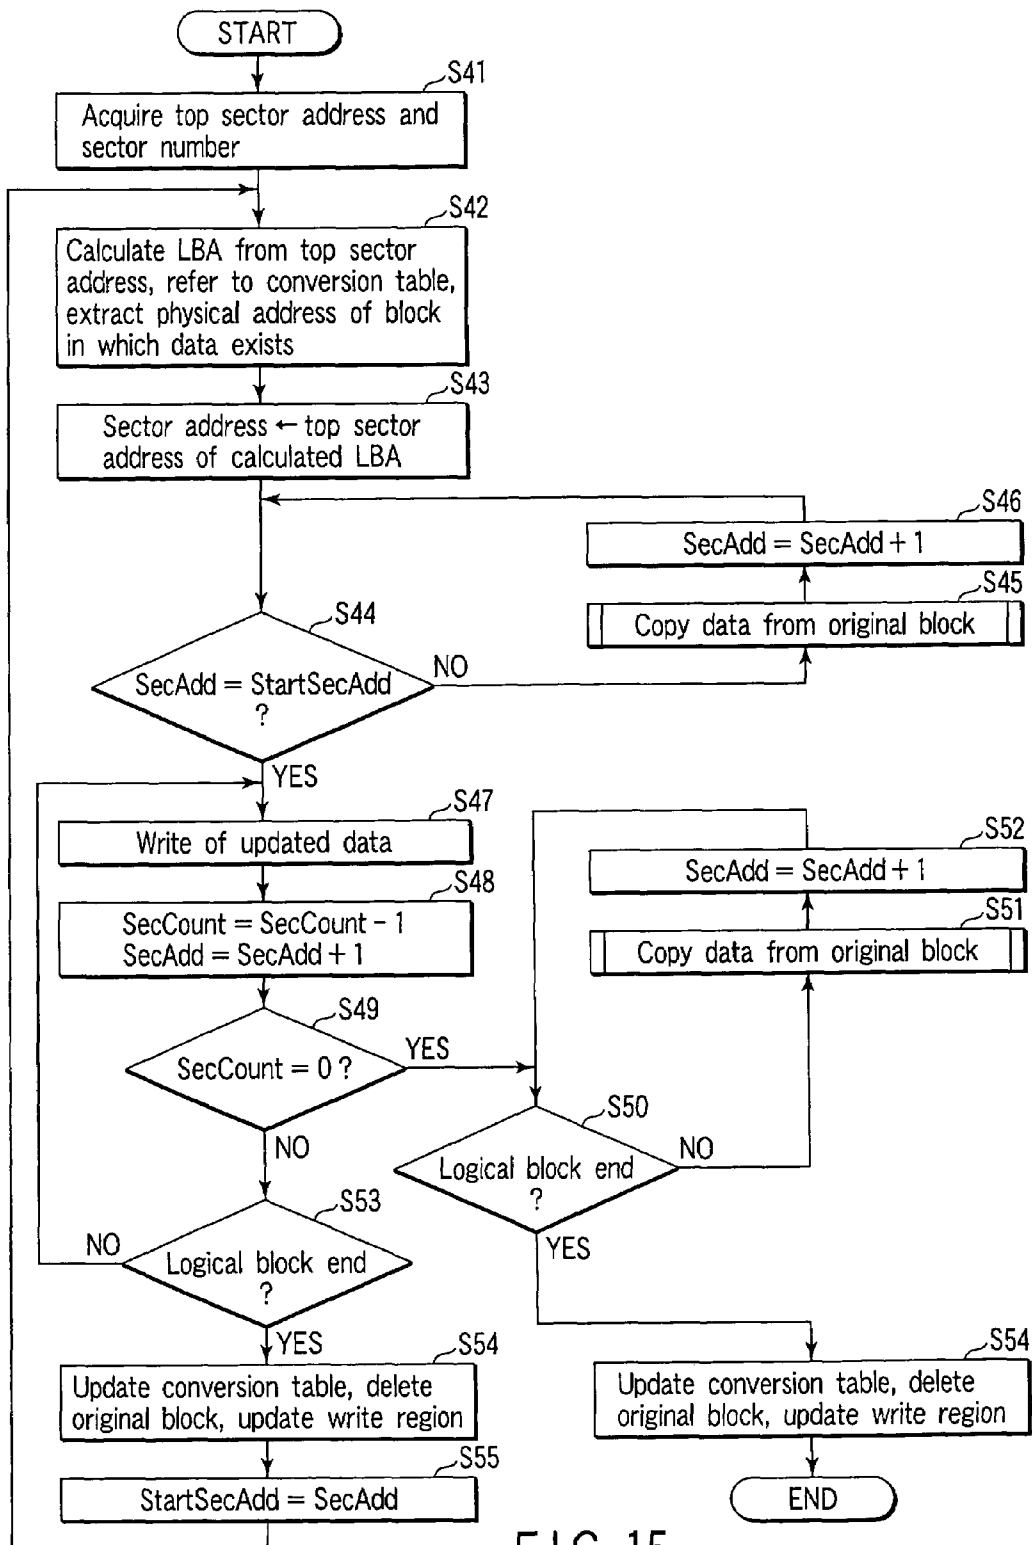 START
S41
Acquire top sector address and
sector number
S42
Calculate LBA from top sector
address, refer to conversion table,
extract physical address of block
in which data exists
S43
Sector address ← top sector
address of calculated LBA
S46
SecAdd = SecAdd + 1
S45
Copy data from original block
S44
SecAdd = StartSecAdd
?
NO
YES
S47
Write of updated data
S48
SecCount = SecCount - 1
SecAdd = SecAdd + 1
S52
SecAdd = SecAdd + 1
S51
Copy data from original block
S49
SecCount = 0 ?
YES
NO
S50
Logical block end
?
NO
YES
S53
Logical block end
?
NO
YES
S54
Update conversion table, delete
original block, update write region
S54
Update conversion table, delete
original block, update write region
S55
StartSecAdd = SecAdd
END
FIG. 15